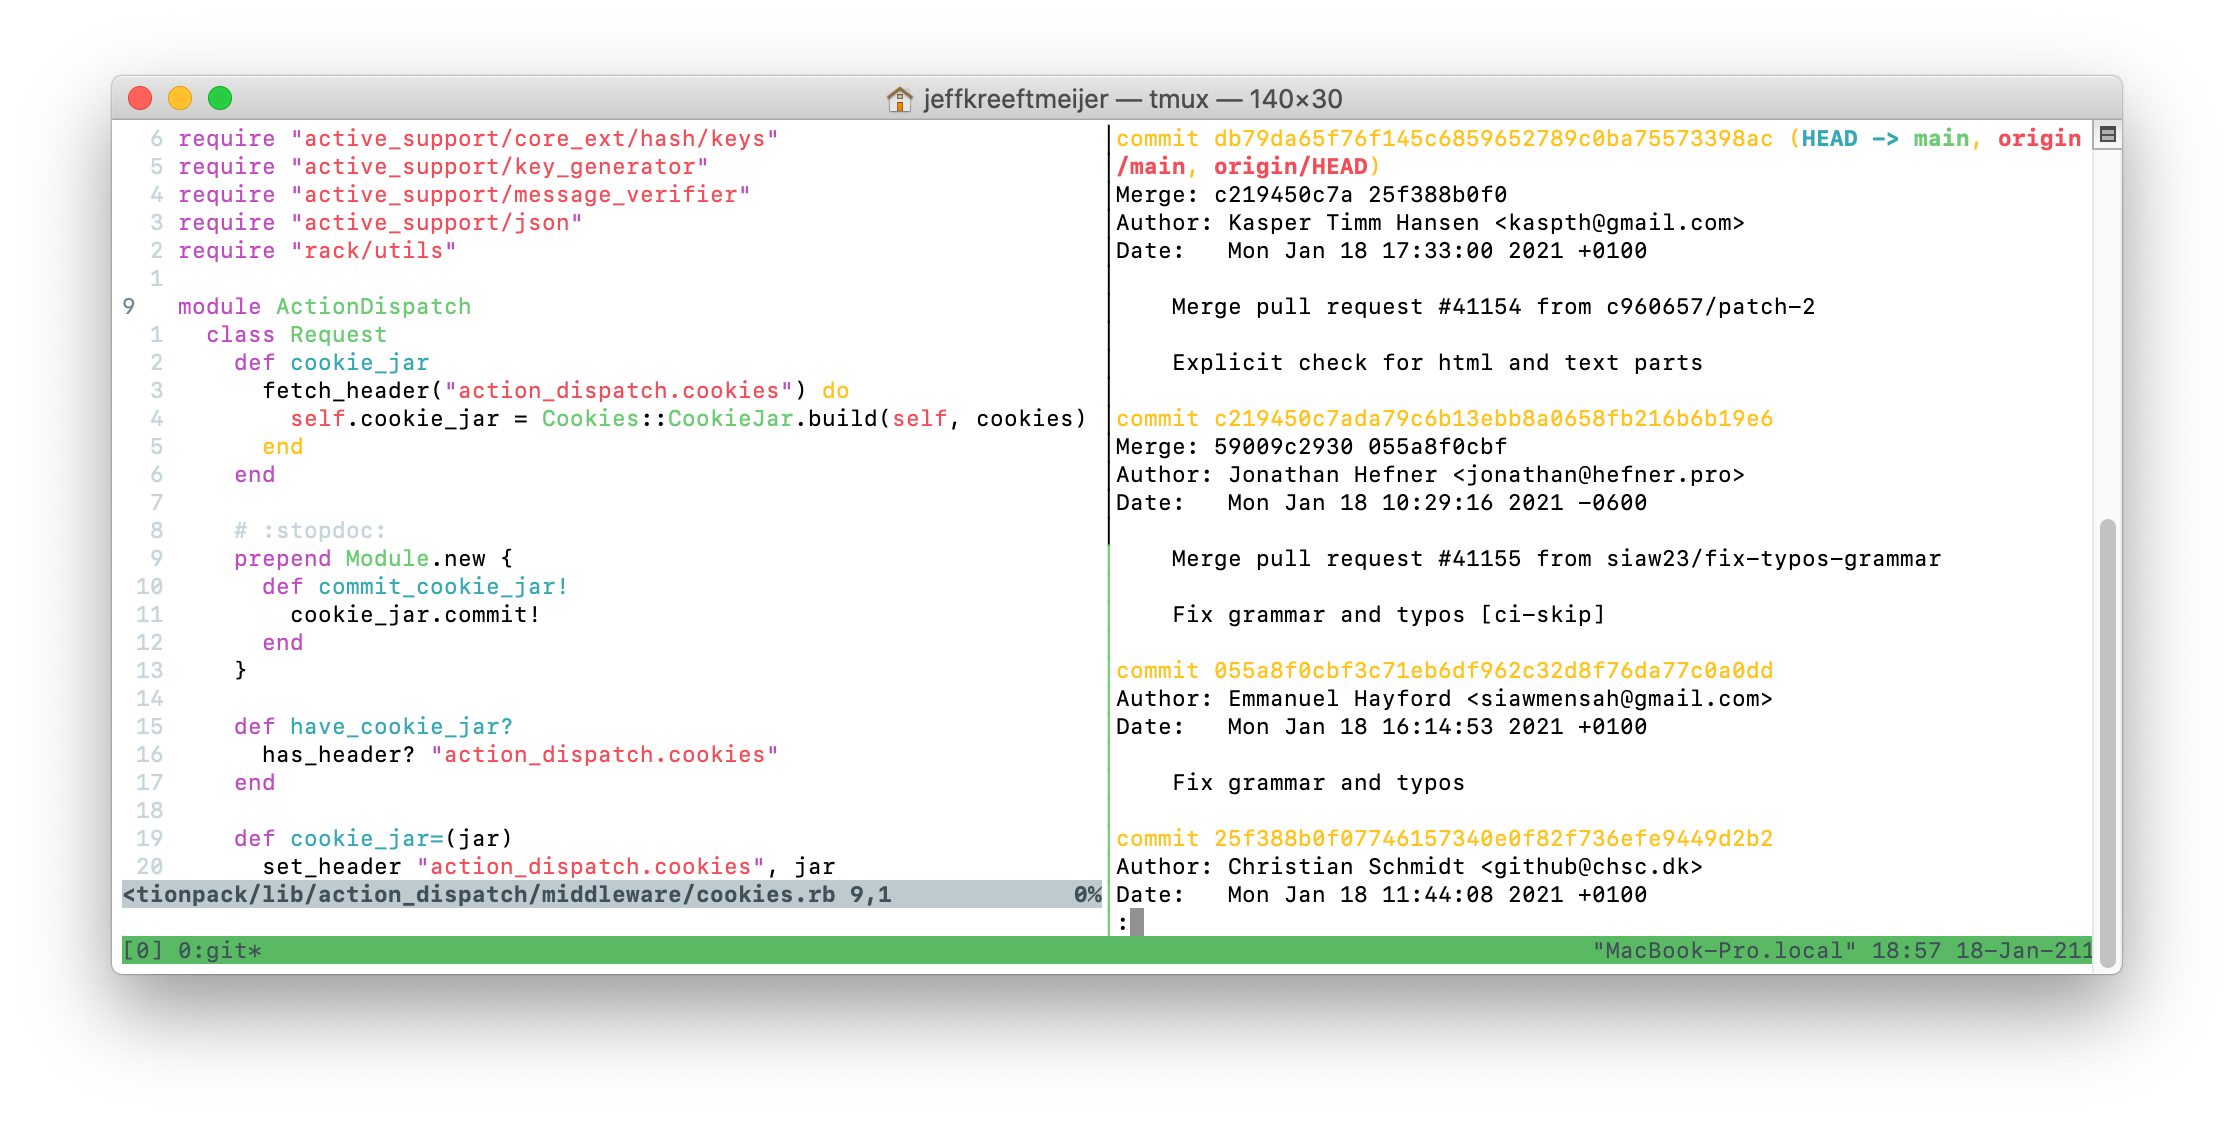 jeffkreeftmeijer — tmux — 140×30
6 require "active_support/core_ext/hash/keys"
5 require "active_support/key_generator"
4 require "active_support/message_verifier"
3 require "active_support/json"
2 require "rack/utils"
1
9 module ActionDispatch
1 class Request
2 def cookie_jar
3 fetch_header("action_dispatch.cookies") do
4 self.cookie_jar = Cookies::CookieJar.build(self, cookies)
5 end
6 end
7
8 # :stopdoc:
9 prepend Module.new {
10 def commit_cookie_jar!
11 cookie_jar.commit!
12 end
13 }
14
15 def have_cookie_jar?
16 has_header? "action_dispatch.cookies"
17 end
18
19 def cookie_jar=(jar)
20 set_header "action_dispatch.cookies", jar
<tionpack/lib/action_dispatch/middleware/cookies.rb 9,1 0%
commit db79da65f76f145c6859652789c0ba75573398ac (HEAD -> main, origin
/main, origin/HEAD)
Merge: c219450c7a 25f388b0f0
Author: Kasper Timm Hansen <kaspth@gmail.com>
Date: Mon Jan 18 17:33:00 2021 +0100
Merge pull request #41154 from c960657/patch-2
Explicit check for html and text parts
commit c219450c7ada79c6b13ebb8a0658fb216b6b19e6
Merge: 59009c2930 055a8f0cbf
Author: Jonathan Hefner <jonathan@hefner.pro>
Date: Mon Jan 18 10:29:16 2021 -0600
Merge pull request #41155 from siaw23/fix-typos-grammar
Fix grammar and typos [ci-skip]
commit 055a8f0cbf3c71eb6df962c32d8f76da77c0a0dd
Author: Emmanuel Hayford <siawmensah@gmail.com>
Date: Mon Jan 18 16:14:53 2021 +0100
Fix grammar and typos
commit 25f388b0f07746157340e0f82f736efe9449d2b2
Author: Christian Schmidt <github@chsc.dk>
Date: Mon Jan 18 11:44:08 2021 +0100
:
[0] 0:git* "MacBook-Pro.local" 18:57 18-Jan-211